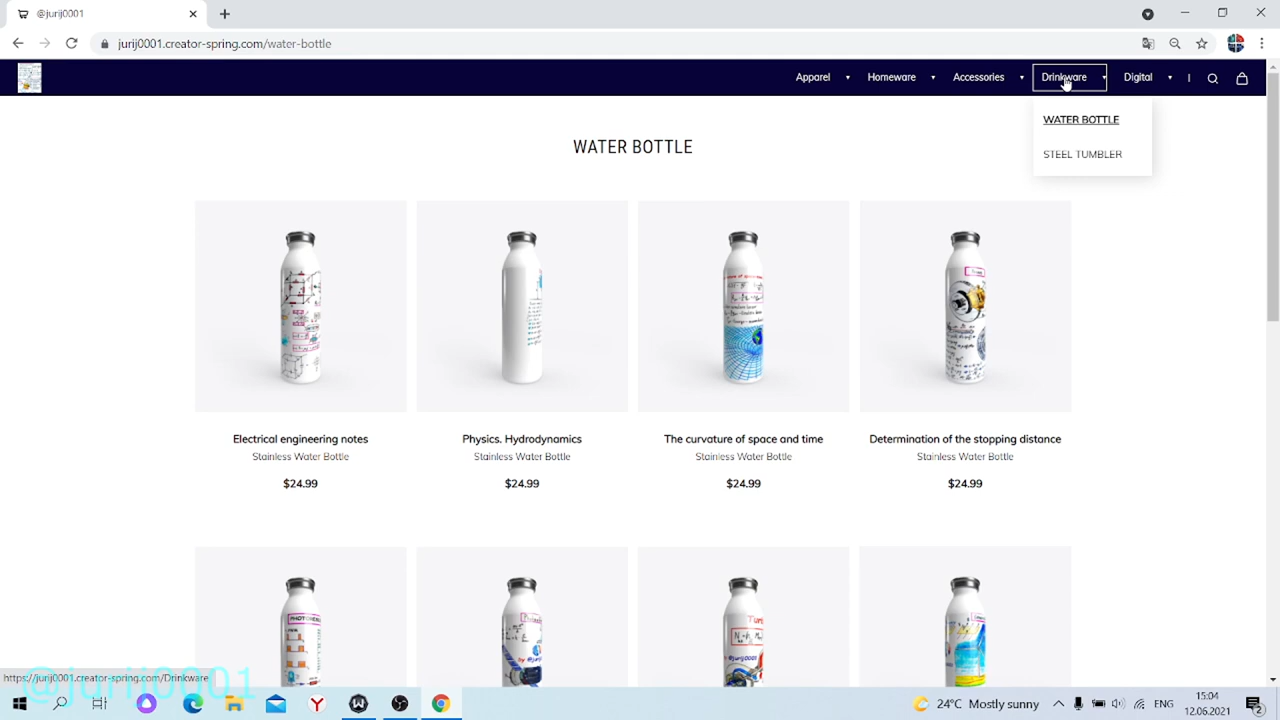 @jurij0001
jurij0001.creator-spring.com/water-bottle
Apparel Homeware Accessories Drinkware Digital
WATER BOTTLE
STEEL TUMBLER
WATER BOTTLE
Electrical engineering notes
Stainless Water Bottle
$24.99
Physics. Hydrodynamics
Stainless Water Bottle
$24.99
The curvature of space and time
Stainless Water Bottle
$24.99
Determination of the stopping distance
Stainless Water Bottle
$24.99
https://jurij0001.creator-spring.com/Drinkware
@jurij0001
24°C Mostly sunny
ENG
15:04
12.06.2021
2